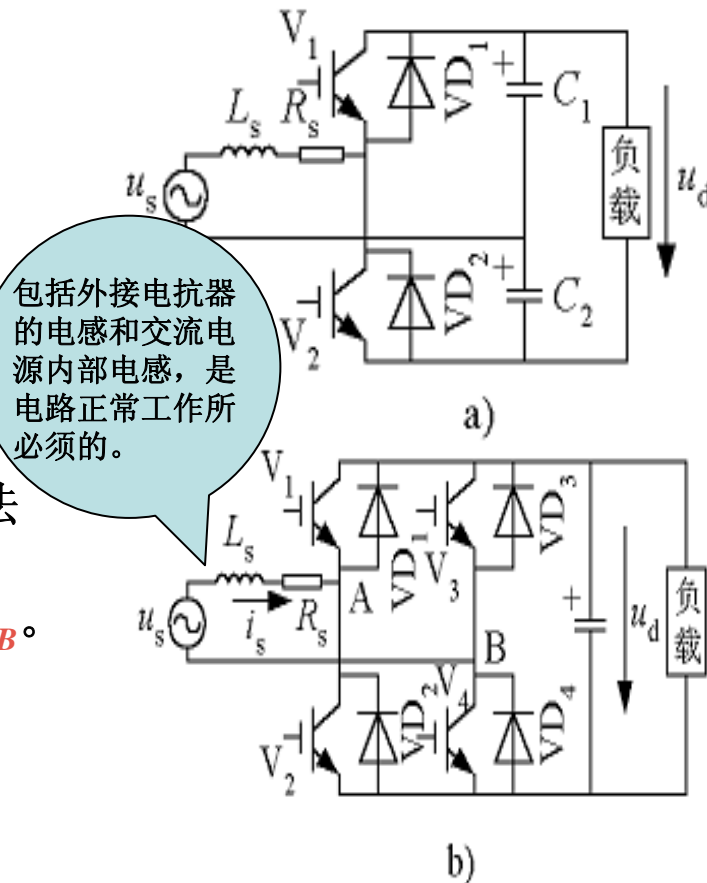 V1
VD1
+
C1
Ls
Rs
us
负载
ud
VD2
+
C2
V2
a)
包括外接电抗器
的电感和交流电
源内部电感，是
电路正常工作所
必须的。
法
B。
V1
VD1
V3
VD3
Ls
Rs
is
us
A
B
+
ud
负载
V2
VD2
V4
VD4
b)